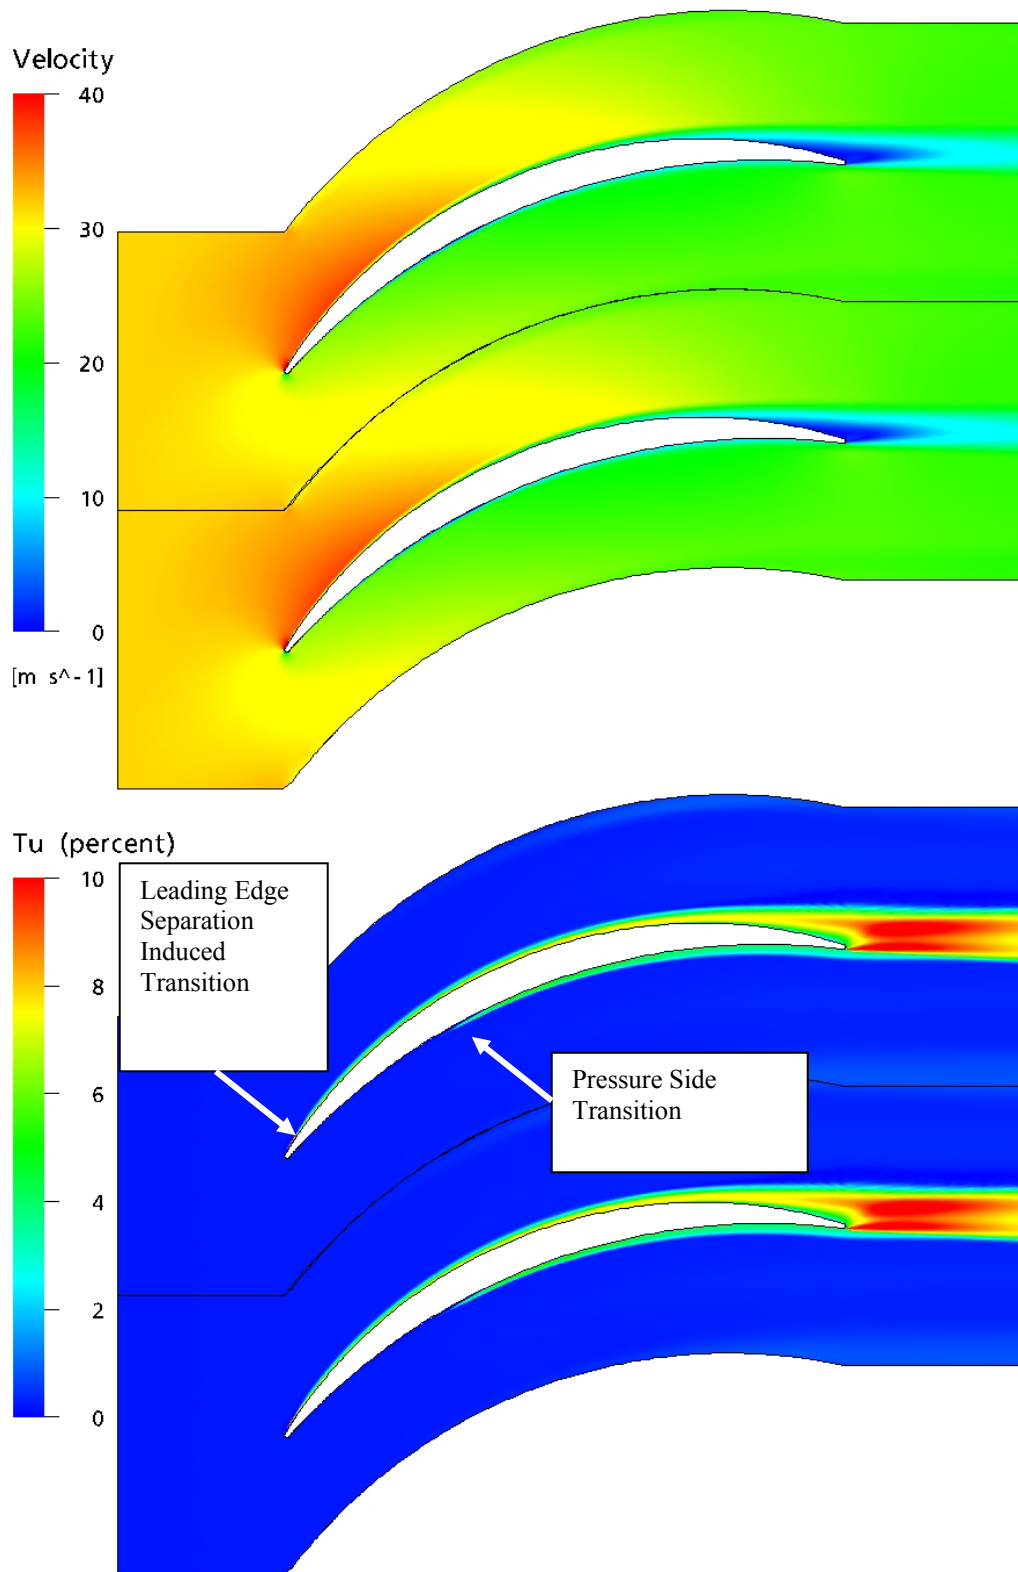 Velocity
40
30
20
10
0
[m s^-1]
Tu (percent)
10
8
6
4
2
0
Leading Edge
Separation
Induced
Transition
Pressure Side
Transition